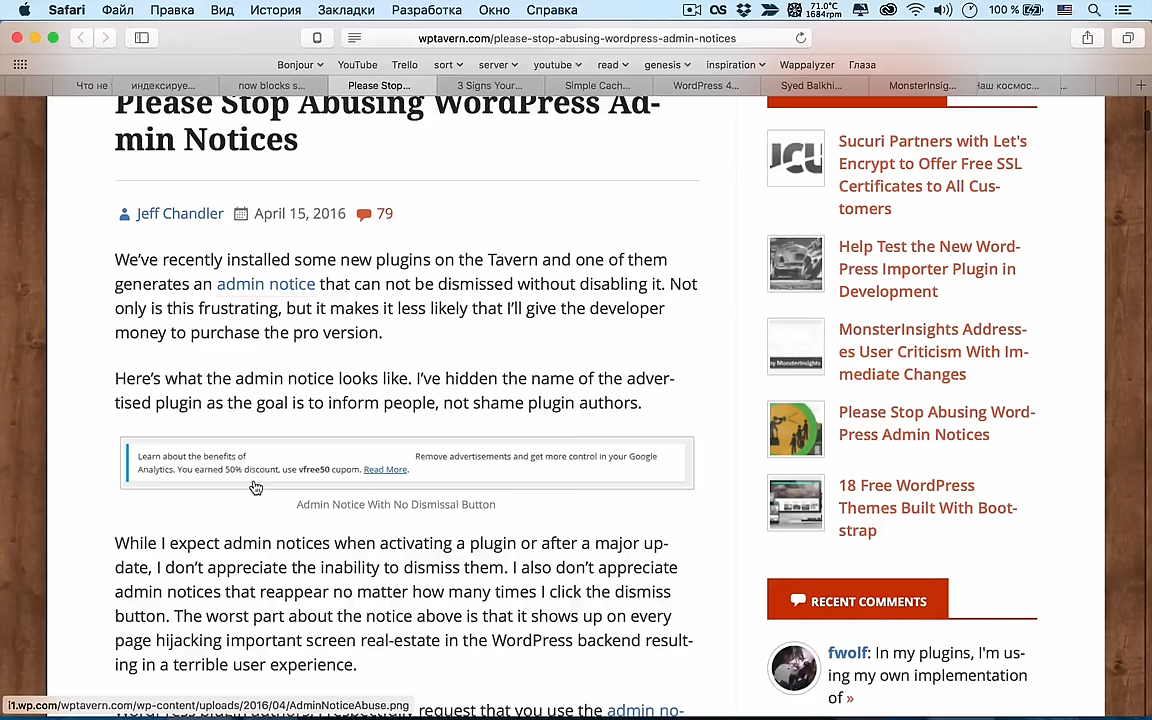 Safari Файл Правка Вид История Закладки Разработка Окно Справка
OS 71.0°C 1684rpm 100 %
wptavern.com/please-stop-abusing-wordpress-admin-notices
Bonjour YouTube Trello sort server youtube read genesis inspiration Wappalyzer Глаза
Что не индексируе... now blocks s... Please Stop... 3 Signs Your... Simple Cach... WordPress 4... Syed Balkhi... MonsterInsig... Наш космос... ...
Please Stop Abusing WordPress Ad-
min Notices
Jeff Chandler April 15, 2016 79
We've recently installed some new plugins on the Tavern and one of them
generates an admin notice that can not be dismissed without disabling it. Not
only is this frustrating, but it makes it less likely that I'll give the developer
money to purchase the pro version.
Here's what the admin notice looks like. I've hidden the name of the adver-
tised plugin as the goal is to inform people, not shame plugin authors.
Learn about the benefits of Remove advertisements and get more control in your Google
Analytics. You earned 50% discount, use vfree50 cupom. Read More.
Admin Notice With No Dismissal Button
While I expect admin notices when activating a plugin or after a major up-
date, I don't appreciate the inability to dismiss them. I also don't appreciate
admin notices that reappear no matter how many times I click the dismiss
button. The worst part about the notice above is that it shows up on every
page hijacking important screen real-estate in the WordPress backend result-
ing in a terrible user experience.
request that you use the admin no-
i1.wp.com/wptavern.com/wp-content/uploads/2016/04/AdminNoticeAbuse.png
Sucuri Partners with Let's
Encrypt to Offer Free SSL
Certificates to All Cus-
tomers
Help Test the New Word-
Press Importer Plugin in
Development
by MonsterInsights
MonsterInsights Address-
es User Criticism With Im-
mediate Changes
Please Stop Abusing Word-
Press Admin Notices
18 Free WordPress
Themes Built With Boot-
strap
RECENT COMMENTS
fwolf: In my plugins, I'm us-
ing my own implementation
of »